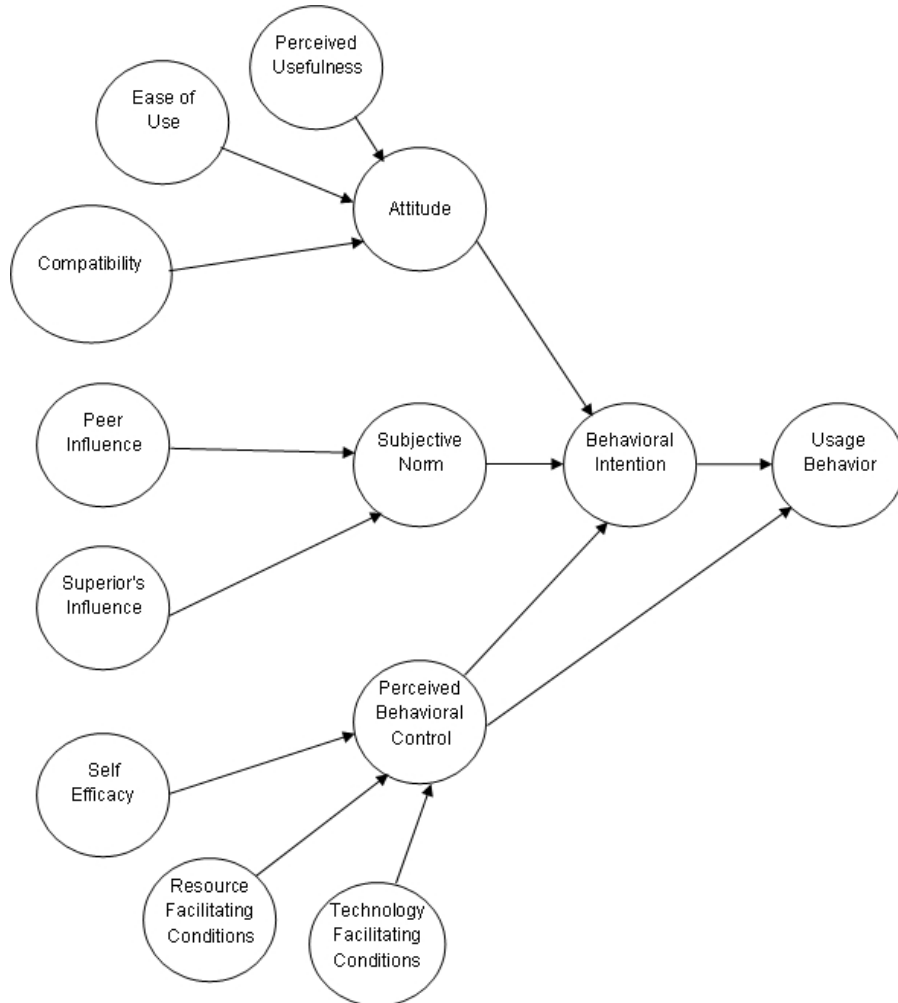 Perceived
Usefulness
Ease of
Use
Attitude
Compatibility
Peer
Influence
Subjective
Norm
Behavioral
Intention
Usage
Behavior
Superior's
Influence
Perceived
Behavioral
Control
Self
Efficacy
Resource
Facilitating
Conditions
Technology
Facilitating
Conditions